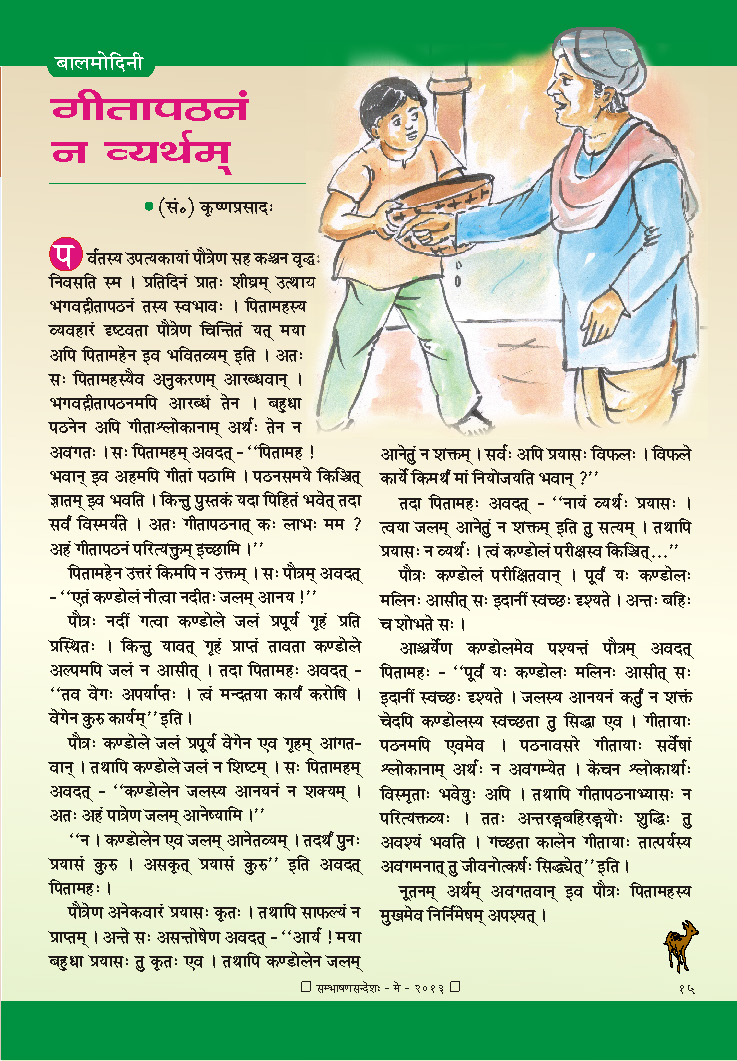 बालमोदिनी
गीतापठनं
न व्यर्थम्
(सं०) कृष्णप्रसादः
पर्वतस्य उपत्यकायां पौत्रेण सह कश्चन वृद्धः
निवसति स्म । प्रतिदिनं प्रातः शीघ्रम् उत्थाय
भगवद्गीतापठनं तस्य स्वभावः । पितामहस्य
व्यवहारं दृष्टवता पौत्रेण चिन्तितं यत् मया
अपि पितामहेन इव भवितव्यम् इति । अतः
सः पितामहस्यैव अनुकरणम् आरब्धवान् ।
भगवद्गीतापठनमपि आरब्धं तेन । बहुधा
पठनेन अपि गीताश्लोकानाम् अर्थः तेन न
अवगतः । सः पितामहम् अवदत् - ‘‘पितामह !
भवान् इव अहमपि गीतां पठामि । पठनसमये किञ्चित्
ज्ञातम् इव भवति । किन्तु पुस्तकं यदा पिहितं भवेत् तदा
सर्वं विस्मर्यते । अतः गीतापठनात् कः लाभः मम ?
अहं गीतापठनं परित्यक्तुम् इच्छामि ।’’
पितामहेन उत्तरं किमपि न उक्तम् । सः पौत्रम् अवदत्
- ‘‘एतं कण्डोलं नीत्वा नदीतः जलम् आनय !’’
पौत्रः नदीं गत्वा कण्डोले जलं प्रपूर्य गृहं प्रति
प्रस्थितः । किन्तु यावत् गृहं प्राप्तं तावता कण्डोले
अल्पमपि जलं न आसीत् । तदा पितामहः अवदत् -
‘‘तव वेगः अपर्याप्तः । त्वं मन्दतया कार्यं करोषि ।
वेगेन कुरु कार्यम्’’ इति ।
पौत्रः कण्डोले जलं प्रपूर्य वेगेन एव गृहम् आगत-
वान् । तथापि कण्डोले जलं न शिष्टम् । सः पितामहम्
अवदत् - ‘‘कण्डोलेन जलस्य आनयनं न शक्यम् ।
अतः अहं पात्रेण जलम् आनेष्यामि ।’’
‘‘न । कण्डोलेन एव जलम् आनेतव्यम् । तदर्थं पुनः
प्रयासं कुरु । असकृत् प्रयासं कुरु’’ इति अवदत्
पितामहः ।
पौत्रेण अनेकवारं प्रयासः कृतः । तथापि साफल्यं न
प्राप्तम् । अन्ते सः असन्तोषेण अवदत् - ‘‘आर्य ! मया
बहुधा प्रयासः तु कृतः एव । तथापि कण्डोलेन जलम्
आनेतुं न शक्तम् । सर्वः अपि प्रयासः विफलः । विफले
कार्ये किमर्थं मां नियोजयति भवान् ?’’
तदा पितामहः अवदत् - ‘‘नायं व्यर्थः प्रयासः ।
त्वया जलम् आनेतुं न शक्तम् इति तु सत्यम् । तथापि
प्रयासः न व्यर्थः । त्वं कण्डोलं परीक्षस्व किञ्चित्...’’
पौत्रः कण्डोलं परीक्षितवान् । पूर्वं यः कण्डोलः
मलिनः आसीत् सः इदानीं स्वच्छः दृश्यते । अन्तः बहिः
च शोभते सः ।
आश्चर्येण कण्डोलमेव पश्यन्तं पौत्रम् अवदत्
पितामहः - ‘‘पूर्वं यः कण्डोलः मलिनः आसीत् सः
इदानीं स्वच्छः दृश्यते । जलस्य आनयनं कर्तुं न शक्तं
चेदपि कण्डोलस्य स्वच्छता तु सिद्धा एव । गीतायाः
पठनमपि एवमेव । पठनावसरे गीतायाः सर्वेषां
श्लोकानाम् अर्थः न अवगम्येत । केचन श्लोकार्थाः
विस्मृताः भवेयुः अपि । तथापि गीतापठनाभ्यासः न
परित्यक्तव्यः । ततः अन्तरङ्गबहिरङ्गयोः शुद्धिः तु
अवश्यं भवति । गच्छता कालेन गीतायाः तात्पर्यस्य
अवगमनात् तु जीवनोत्कर्षः सिद्ध्येत्’’ इति ।
नूतनम् अर्थम् अवगतवान् इव पौत्रः पितामहस्य
मुखमेव निर्निमेषम् अपश्यत् ।
सम्भाषणसन्देशः - मे - २०१३
१५